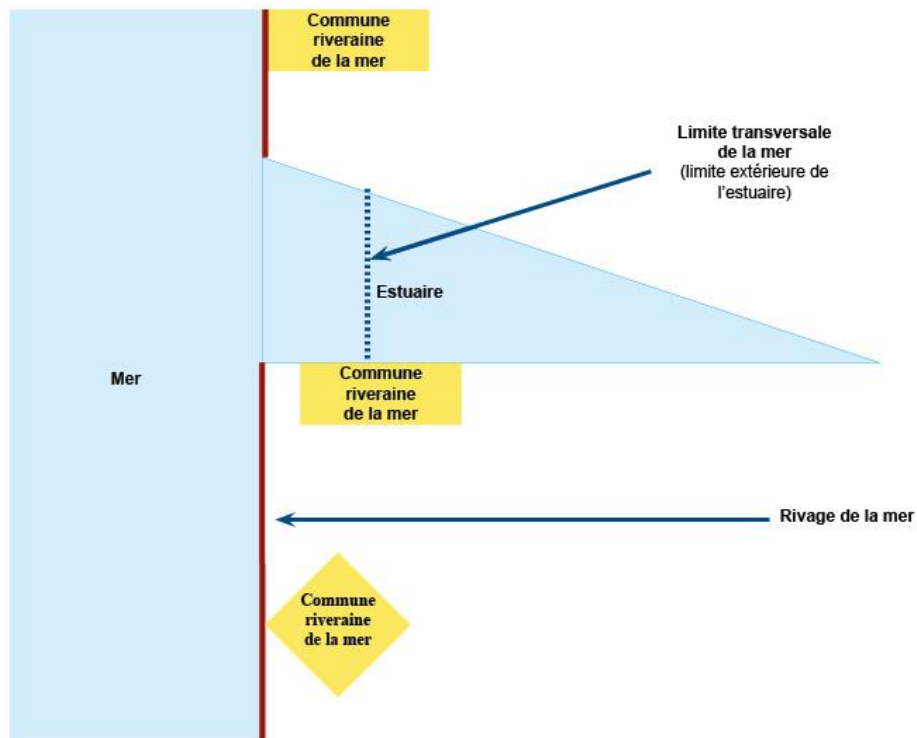 Commune
riveraine
de la mer
Limite transversale
de la mer
(limite extérieure de
l'estuaire)
Estuaire
Mer
Commune
riveraine
de la mer
Rivage de la mer
Commune
riveraine
de la mer